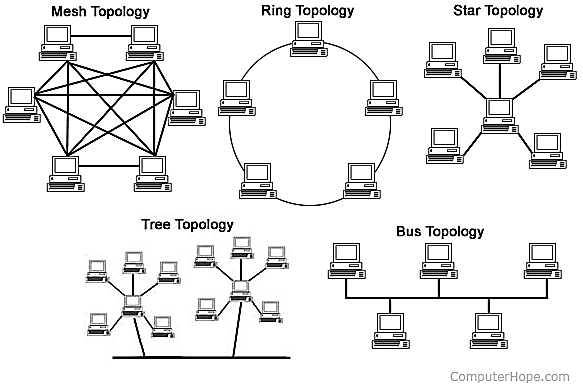 Mesh Topology
Ring Topology
Star Topology
Tree Topology
Bus Topology
ComputerHope.com